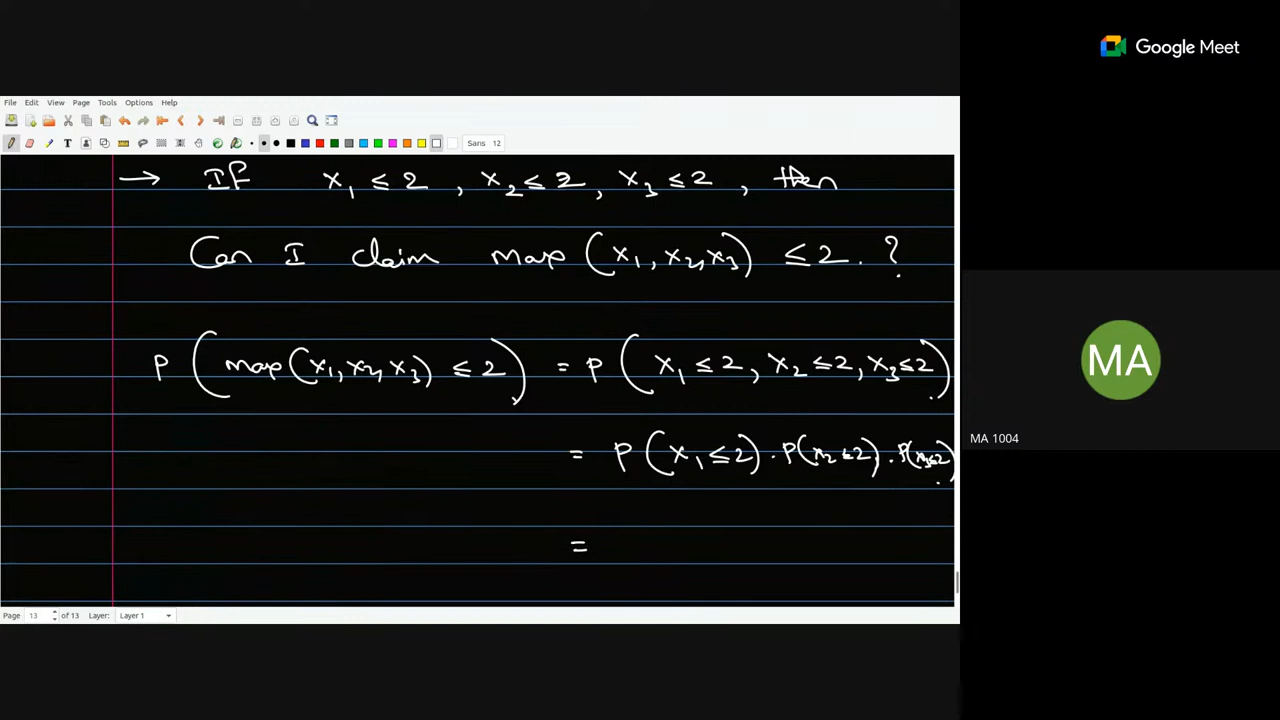 Google Meet
File Edit View Page Tools Options Help
Sans 12
→ If x₁ ≤ 2 , x₂ ≤ 2, x₃ ≤ 2 , then
Can I claim max (x₁, x₂, x₃) ≤ 2 . ?
P ( max(x₁, x₂, x₃) ≤ 2 ) = P ( x₁ ≤ 2 , x₂ ≤ 2, x₃ ≤ 2 )
= P (x₁ ≤ 2) . P(x₂ ≤ 2) . P(x₃ ≤ 2)
=
Page 13 of 13 Layer: Layer 1
MA
MA 1004